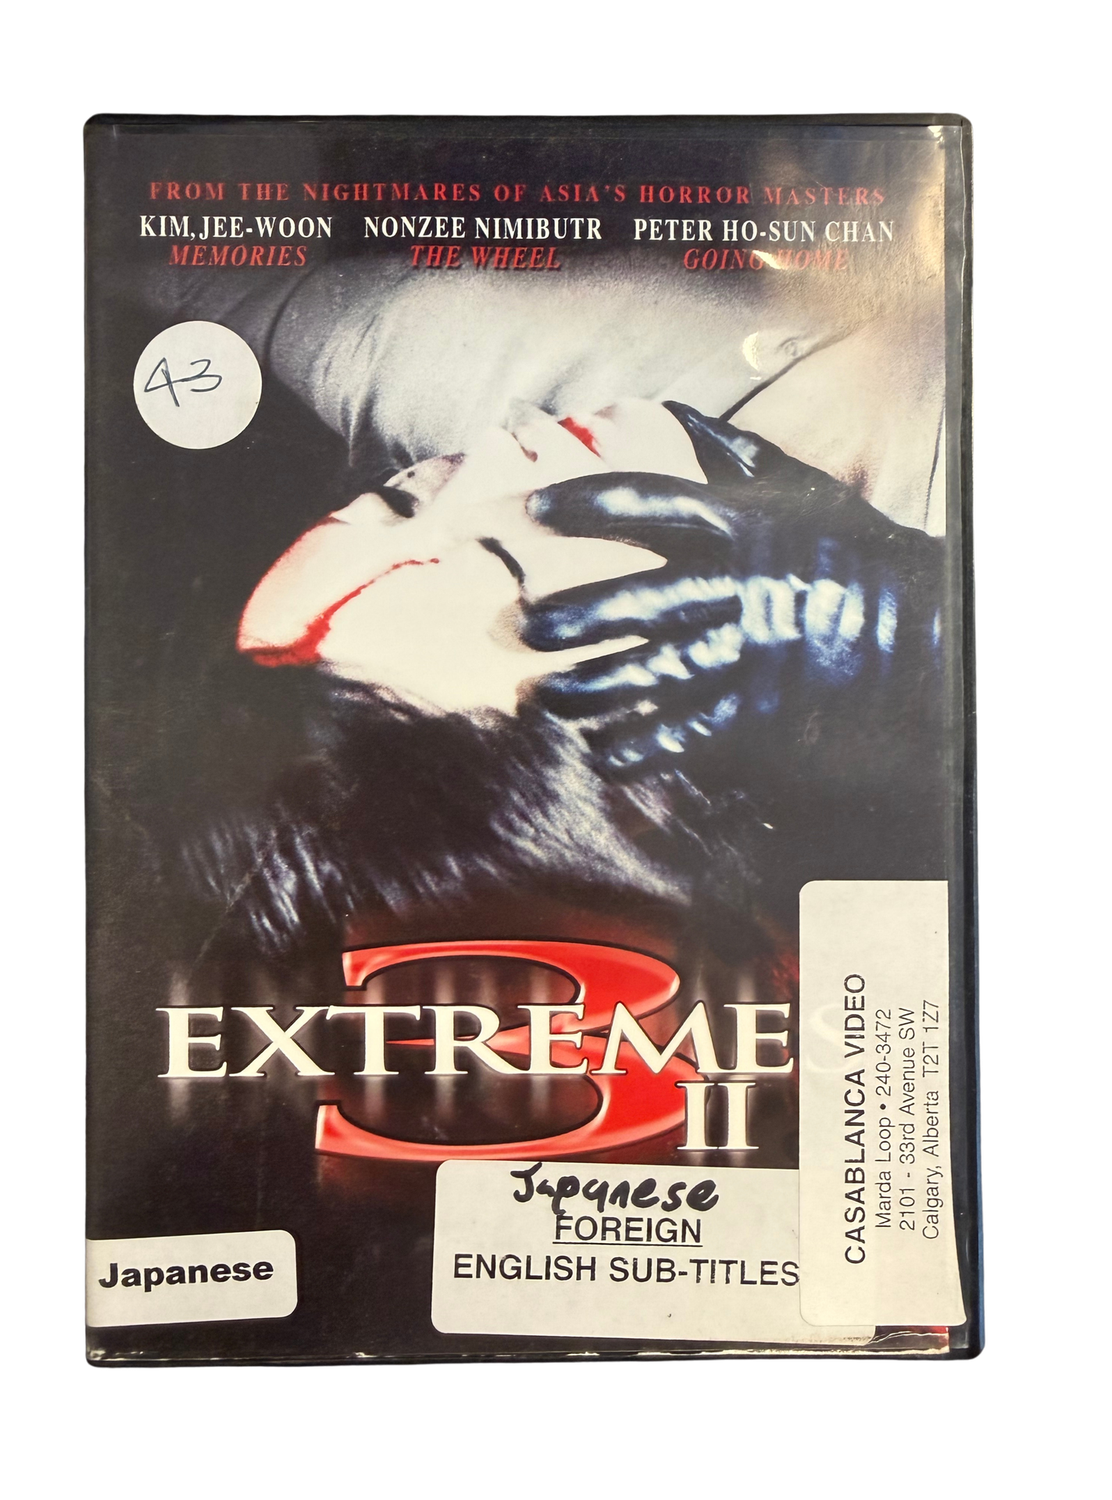 FROM THE NIGHTMARES OF ASIA'S HORROR MASTERS
KIM, JEE-WOON NONZEE NIMIBUTR PETER HO-SUN CHAN
MEMORIES THE WHEEL GOING HOME
43
3
EXTREMES
II
Japanese
FOREIGN
ENGLISH SUB-TITLES
Japanese
CASABLANCA VIDEO
Marda Loop • 240-3472
2101 - 33rd Avenue SW
Calgary, Alberta T2T 1Z7